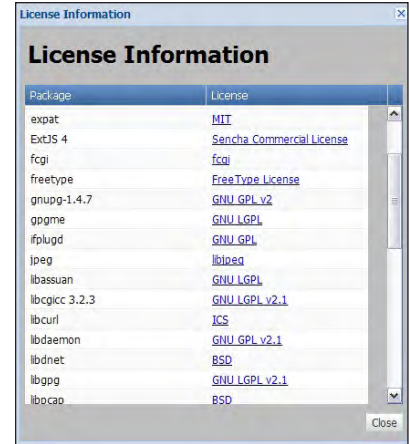 License Information
License Information
Package License
expat MIT
ExtJS 4 Sencha Commercial License
fcgi fcgi
freetype FreeType License
gnupg-1.4.7 GNU GPL v2
gpgme GNU LGPL
ifplugd GNU GPL
jpeg libjpeg
libassuan GNU LGPL
libcgicc 3.2.3 GNU LGPL v2.1
libcurl ICS
libdaemon GNU GPL v2.1
libdnet BSD
libgpg GNU LGPL v2.1
libpcap BSD
Close